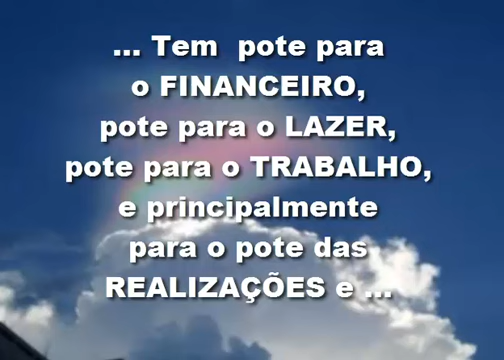 ... Tem pote para
o FINANCEIRO,
pote para o LAZER,
pote para o TRABALHO,
e principalmente
para o pote das
REALIZAÇÕES e ...